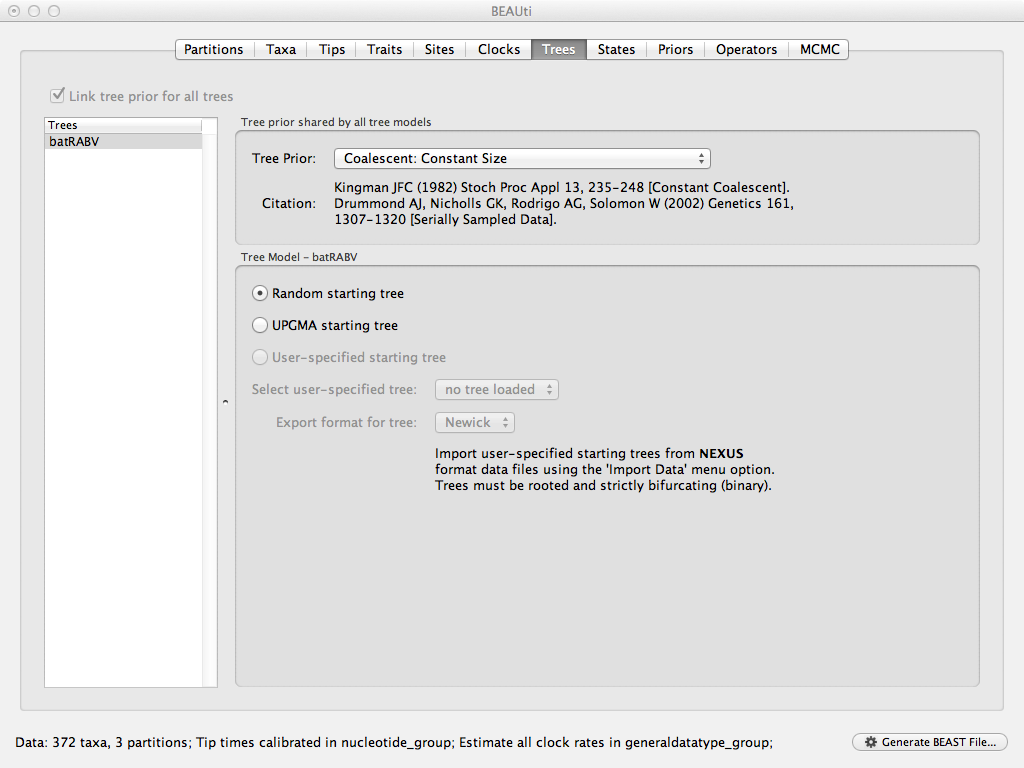 BEAUti
Partitions Taxa Tips Traits Sites Clocks Trees States Priors Operators MCMC
Link tree prior for all trees
Trees
batRABV
Tree prior shared by all tree models
Tree Prior: Coalescent: Constant Size
Citation: Kingman JFC (1982) Stoch Proc Appl 13, 235-248 [Constant Coalescent].
Drummond AJ, Nicholls GK, Rodrigo AG, Solomon W (2002) Genetics 161,
1307-1320 [Serially Sampled Data].
Tree Model - batRABV
Random starting tree
UPGMA starting tree
User-specified starting tree
Select user-specified tree: no tree loaded
Export format for tree: Newick
Import user-specified starting trees from NEXUS
format data files using the 'Import Data' menu option.
Trees must be rooted and strictly bifurcating (binary).
Data: 372 taxa, 3 partitions; Tip times calibrated in nucleotide_group; Estimate all clock rates in generaldatatype_group;
Generate BEAST File...